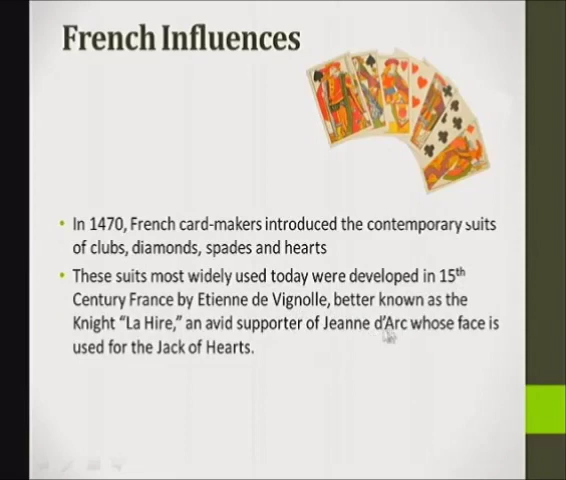 French Influences
In 1470, French card-makers introduced the contemporary suits
of clubs, diamonds, spades and hearts
These suits most widely used today were developed in 15th
Century France by Etienne de Vignolle, better known as the
Knight “La Hire,” an avid supporter of Jeanne d’Arc whose face is
used for the Jack of Hearts.